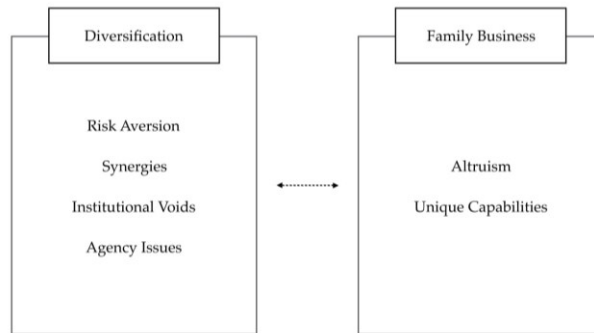 Diversification
Risk Aversion
Synergies
Institutional Voids
Agency Issues
Family Business
Altruism
Unique Capabilities